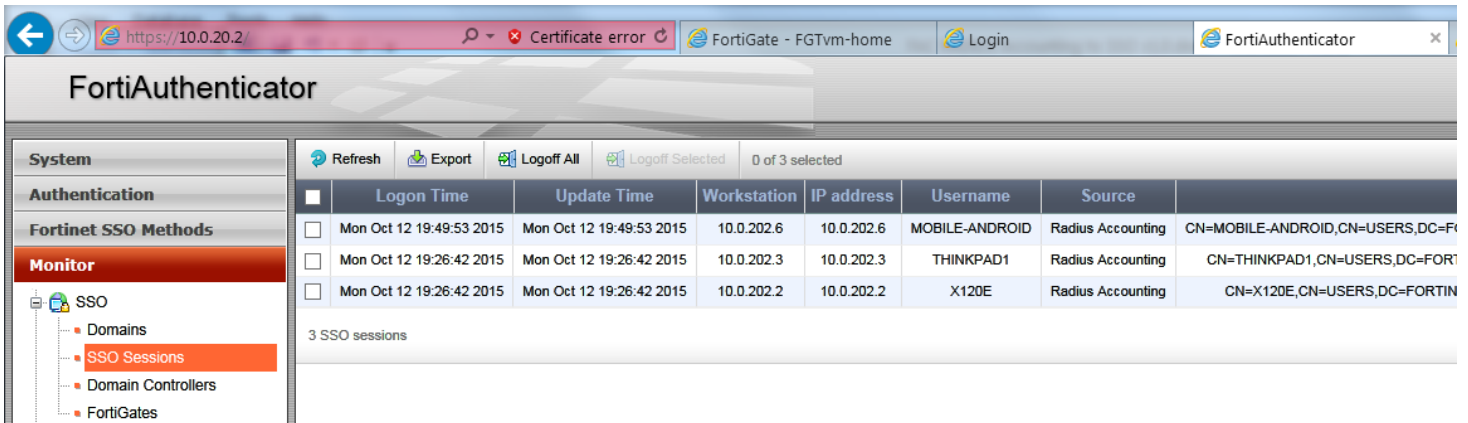 https://10.0.20.2/ Certificate error FortiGate - FGTvm-home Login FortiAuthenticator
FortiAuthenticator
System
Authentication
Fortinet SSO Methods
Monitor
SSO
Domains
SSO Sessions
Domain Controllers
FortiGates
Refresh Export Logoff All Logoff Selected 0 of 3 selected
Logon Time Update Time Workstation IP address Username Source
Mon Oct 12 19:49:53 2015 Mon Oct 12 19:49:53 2015 10.0.202.6 10.0.202.6 MOBILE-ANDROID Radius Accounting CN=MOBILE-ANDROID,CN=USERS,DC=FO
Mon Oct 12 19:26:42 2015 Mon Oct 12 19:26:42 2015 10.0.202.3 10.0.202.3 THINKPAD1 Radius Accounting CN=THINKPAD1,CN=USERS,DC=FORT
Mon Oct 12 19:26:42 2015 Mon Oct 12 19:26:42 2015 10.0.202.2 10.0.202.2 X120E Radius Accounting CN=X120E,CN=USERS,DC=FORTIN
3 SSO sessions